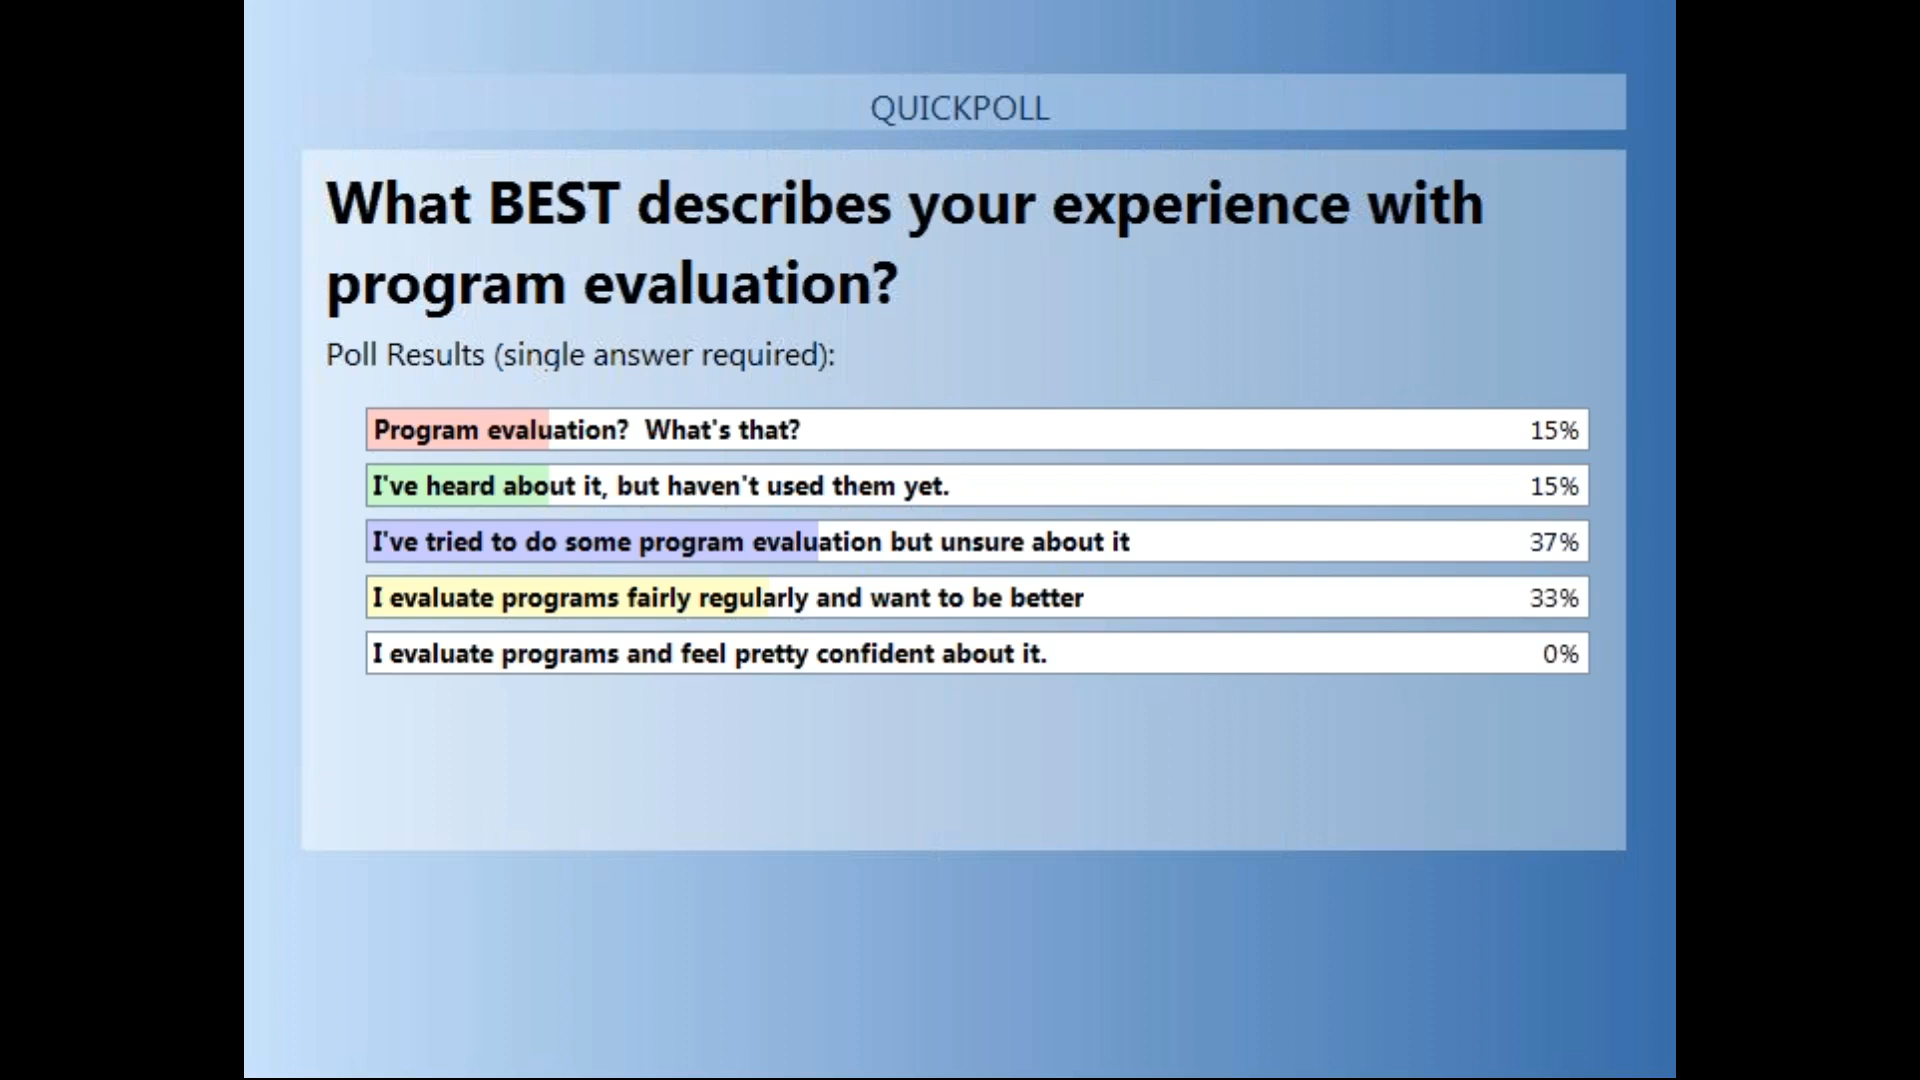 QUICKPOLL
What BEST describes your experience with
program evaluation?
Poll Results (single answer required):
Program evaluation?  What's that? 15%
I've heard about it, but haven't used them yet. 15%
I've tried to do some program evaluation but unsure about it 37%
I evaluate programs fairly regularly and want to be better 33%
I evaluate programs and feel pretty confident about it. 0%